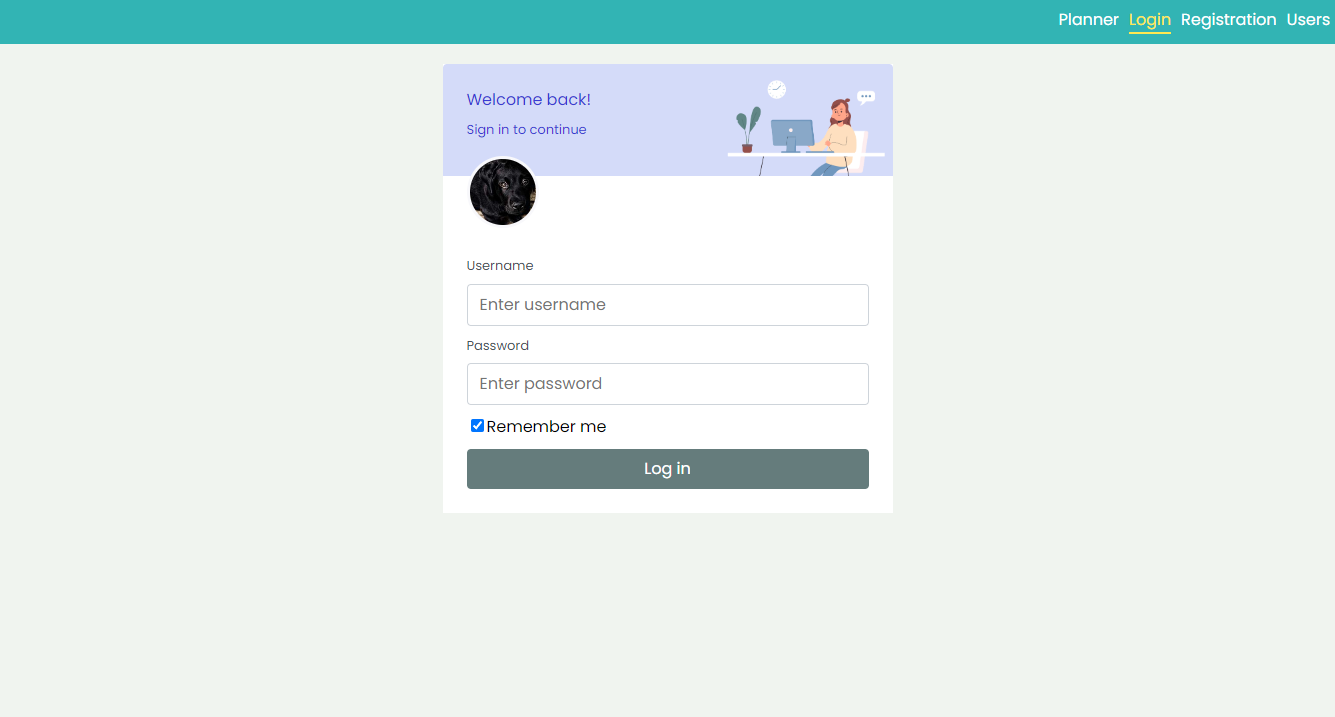 Planner Login Registration Users
Welcome back!
Sign in to continue
Username
Enter username
Password
Enter password
Remember me
Log in